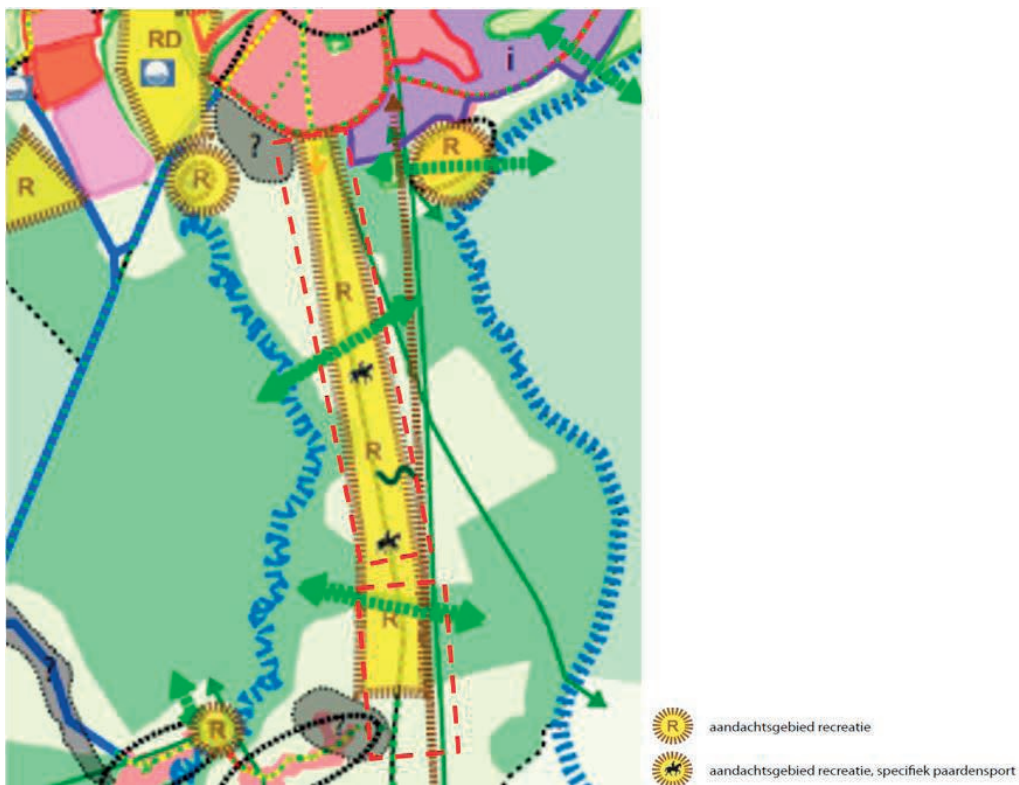 RD
i
?
R
R
R
R
R
R
R
R
aandachtsgebied recreatie
R
aandachtsgebied recreatie, specifiek paardensport